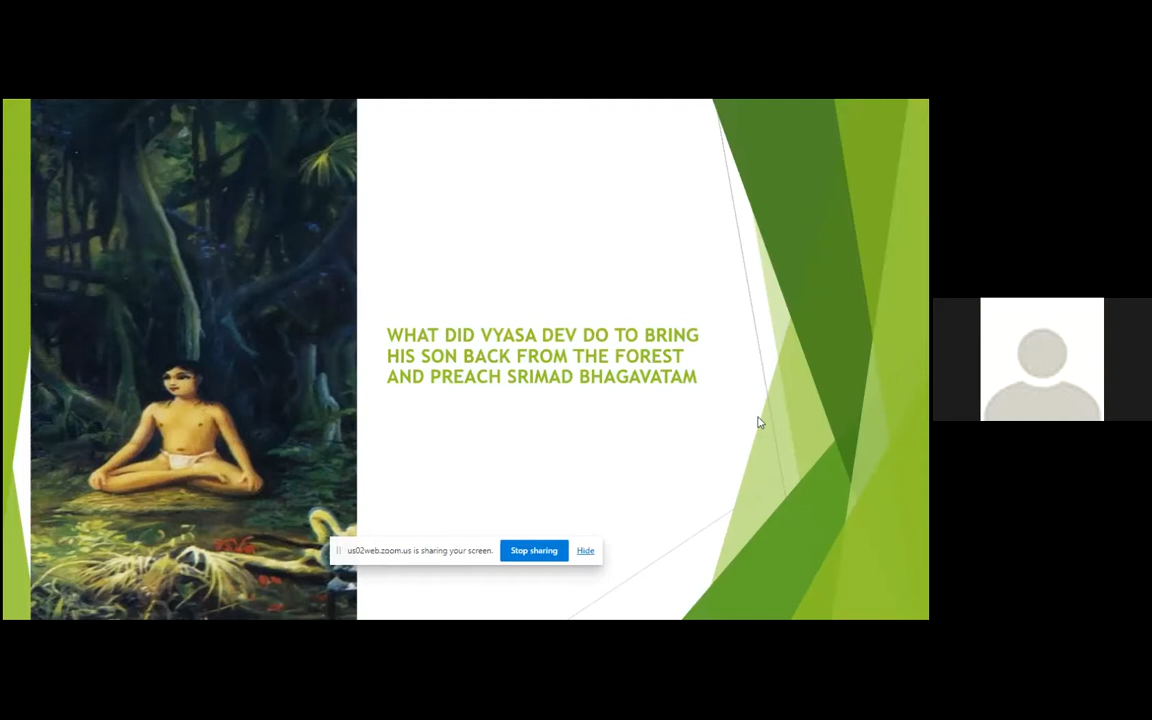 WHAT DID VYASA DEV DO TO BRING
HIS SON BACK FROM THE FOREST
AND PREACH SRIMAD BHAGAVATAM
us02web.zoom.us is sharing your screen. Stop sharing Hide